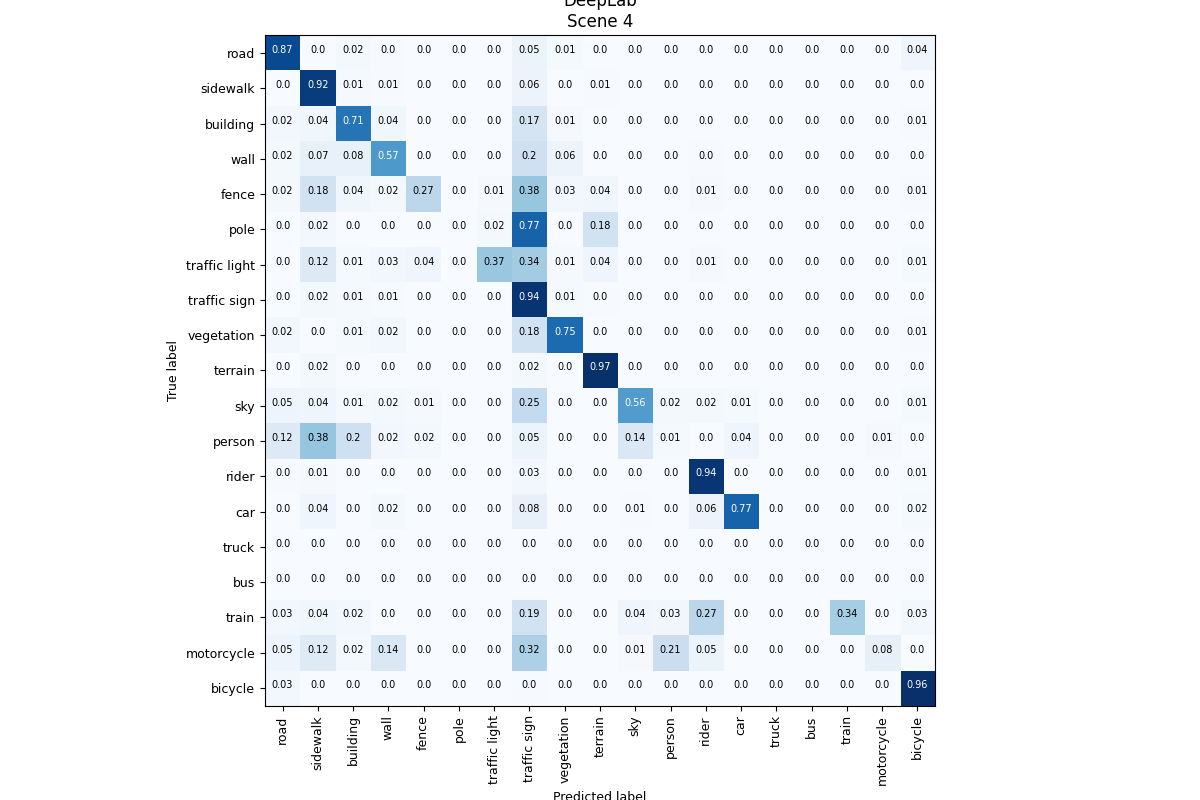 DeepLab
Scene 4
road 0.87 0.0 0.02 0.0 0.0 0.0 0.0 0.05 0.01 0.0 0.0 0.0 0.0 0.0 0.0 0.0 0.0 0.0 0.04
sidewalk 0.0 0.92 0.01 0.01 0.0 0.0 0.0 0.06 0.0 0.01 0.0 0.0 0.0 0.0 0.0 0.0 0.0 0.0 0.0
building 0.02 0.04 0.71 0.04 0.0 0.0 0.0 0.17 0.01 0.0 0.0 0.0 0.0 0.0 0.0 0.0 0.0 0.0 0.01
wall 0.02 0.07 0.08 0.57 0.0 0.0 0.0 0.2 0.06 0.0 0.0 0.0 0.0 0.0 0.0 0.0 0.0 0.0 0.0
fence 0.02 0.18 0.04 0.02 0.27 0.0 0.01 0.38 0.03 0.04 0.0 0.0 0.01 0.0 0.0 0.0 0.0 0.0 0.01
pole 0.0 0.02 0.0 0.0 0.0 0.0 0.02 0.77 0.0 0.18 0.0 0.0 0.0 0.0 0.0 0.0 0.0 0.0 0.0
traffic light 0.0 0.12 0.01 0.03 0.04 0.0 0.37 0.34 0.01 0.04 0.0 0.0 0.01 0.0 0.0 0.0 0.0 0.0 0.01
traffic sign 0.0 0.02 0.01 0.01 0.0 0.0 0.0 0.94 0.01 0.0 0.0 0.0 0.0 0.0 0.0 0.0 0.0 0.0 0.0
vegetation 0.02 0.0 0.01 0.02 0.0 0.0 0.0 0.18 0.75 0.0 0.0 0.0 0.0 0.0 0.0 0.0 0.0 0.0 0.01
terrain 0.0 0.02 0.0 0.0 0.0 0.0 0.0 0.02 0.0 0.97 0.0 0.0 0.0 0.0 0.0 0.0 0.0 0.0 0.0
sky 0.05 0.04 0.01 0.02 0.01 0.0 0.0 0.25 0.0 0.0 0.56 0.02 0.02 0.01 0.0 0.0 0.0 0.0 0.01
person 0.12 0.38 0.2 0.02 0.02 0.0 0.0 0.05 0.0 0.0 0.14 0.01 0.0 0.04 0.0 0.0 0.0 0.01 0.0
rider 0.0 0.01 0.0 0.0 0.0 0.0 0.0 0.03 0.0 0.0 0.0 0.0 0.94 0.0 0.0 0.0 0.0 0.0 0.01
car 0.0 0.04 0.0 0.02 0.0 0.0 0.0 0.08 0.0 0.0 0.01 0.0 0.06 0.77 0.0 0.0 0.0 0.0 0.02
truck 0.0 0.0 0.0 0.0 0.0 0.0 0.0 0.0 0.0 0.0 0.0 0.0 0.0 0.0 0.0 0.0 0.0 0.0 0.0
bus 0.0 0.0 0.0 0.0 0.0 0.0 0.0 0.0 0.0 0.0 0.0 0.0 0.0 0.0 0.0 0.0 0.0 0.0 0.0
train 0.03 0.04 0.02 0.0 0.0 0.0 0.0 0.19 0.0 0.0 0.04 0.03 0.27 0.0 0.0 0.0 0.34 0.0 0.03
motorcycle 0.05 0.12 0.02 0.14 0.0 0.0 0.0 0.32 0.0 0.0 0.01 0.21 0.05 0.0 0.0 0.0 0.0 0.08 0.0
bicycle 0.03 0.0 0.0 0.0 0.0 0.0 0.0 0.0 0.0 0.0 0.0 0.0 0.0 0.0 0.0 0.0 0.0 0.0 0.96
True label
road sidewalk building wall fence pole traffic light traffic sign vegetation terrain sky person rider car truck bus train motorcycle bicycle
Predicted label